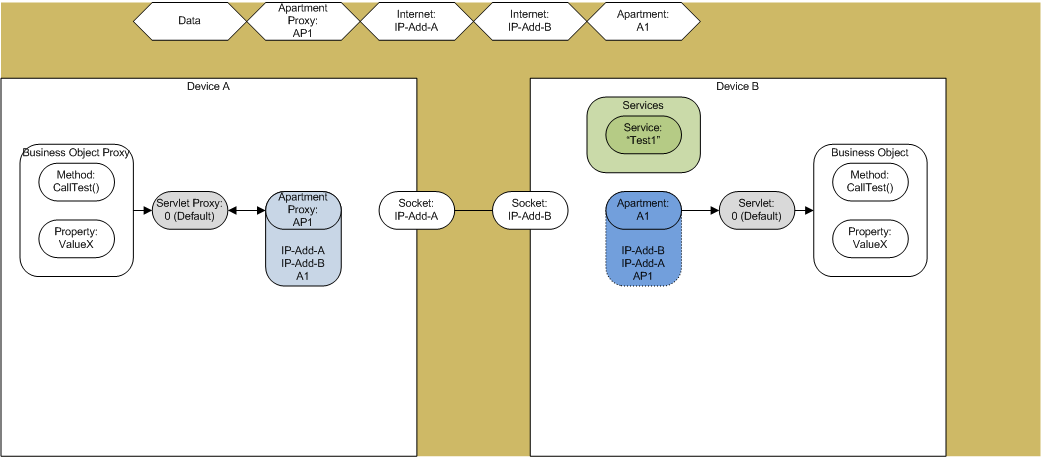 Data
Apartment
Proxy:
AP1
Internet:
IP-Add-A
Internet:
IP-Add-B
Apartment:
A1
Device A
Business Object Proxy
Method:
CallTest()
Property:
ValueX
Servlet Proxy:
0 (Default)
Apartment
Proxy:
AP1
IP-Add-A
IP-Add-B
A1
Socket:
IP-Add-A
Socket:
IP-Add-B
Device B
Services
Service:
“Test1”
Apartment:
A1
IP-Add-B
IP-Add-A
AP1
Servlet:
0 (Default)
Business Object
Method:
CallTest()
Property:
ValueX